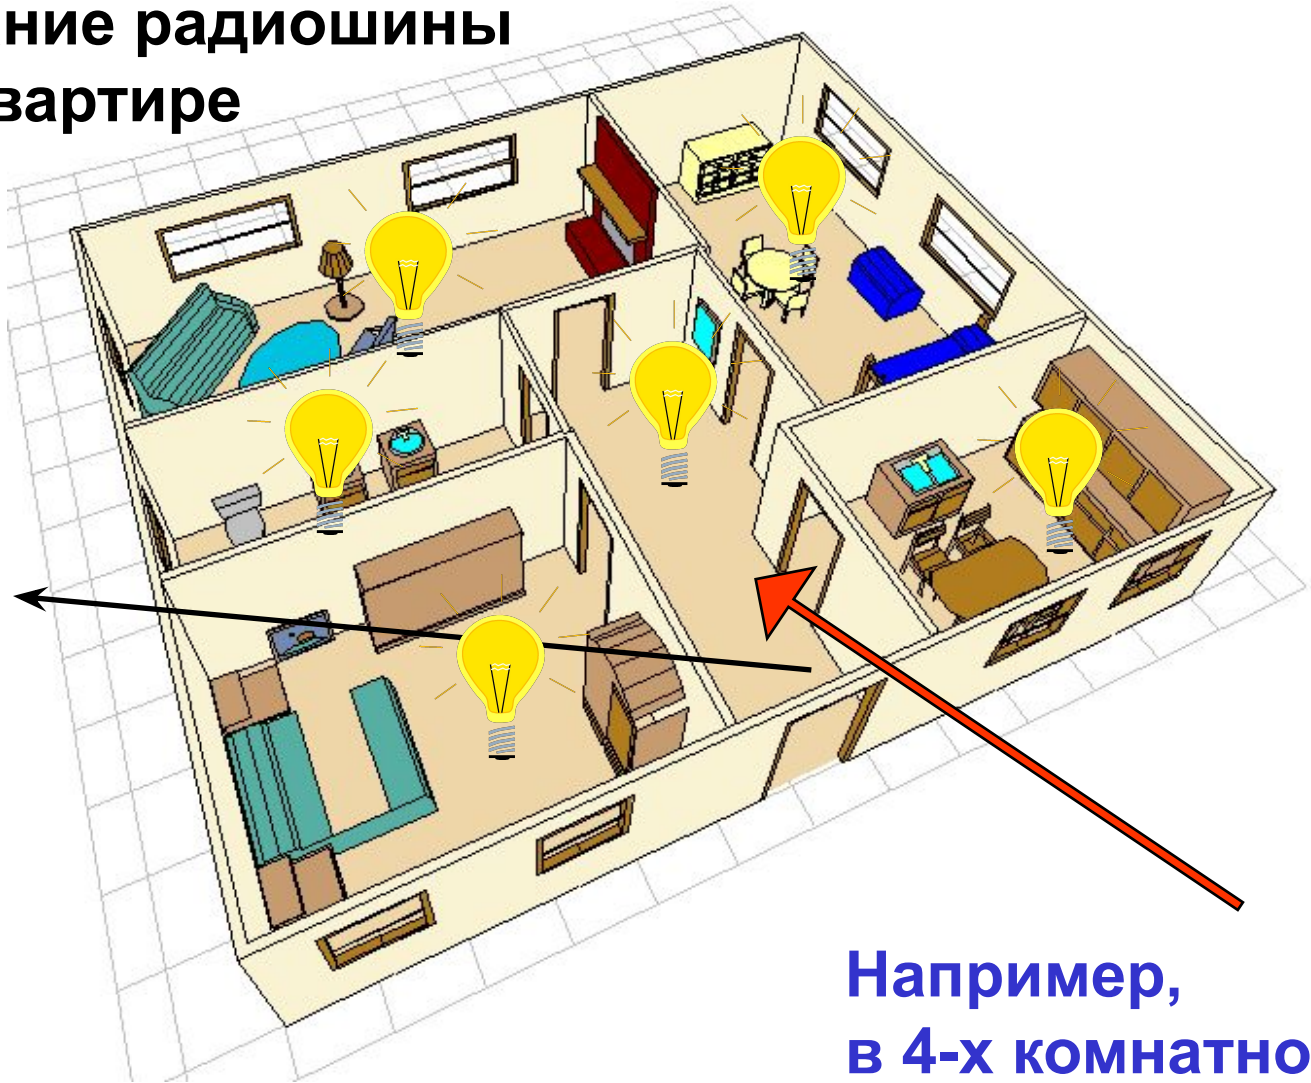 ние радиошины
вартире
Например,
в 4-х комнатно